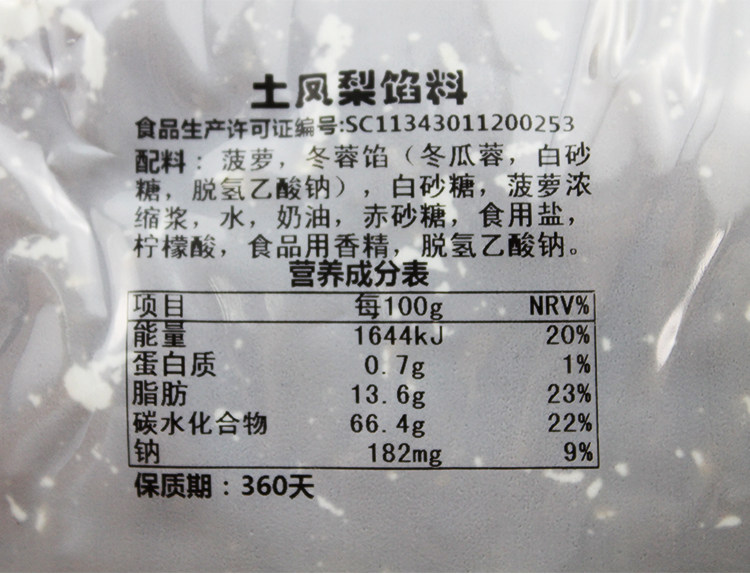 土凤梨馅料
食品生产许可证编号:SC11343011200253
配料：菠萝，冬蓉馅（冬瓜蓉，白砂
糖，脱氢乙酸钠），白砂糖，菠萝浓
缩浆，水，奶油，赤砂糖，食用盐，
柠檬酸，食品用香精，脱氢乙酸钠。
营养成分表
项目 每100g NRV%
能量 1644kJ 20%
蛋白质 0.7g 1%
脂肪 13.6g 23%
碳水化合物 66.4g 22%
钠 182mg 9%
保质期：360天